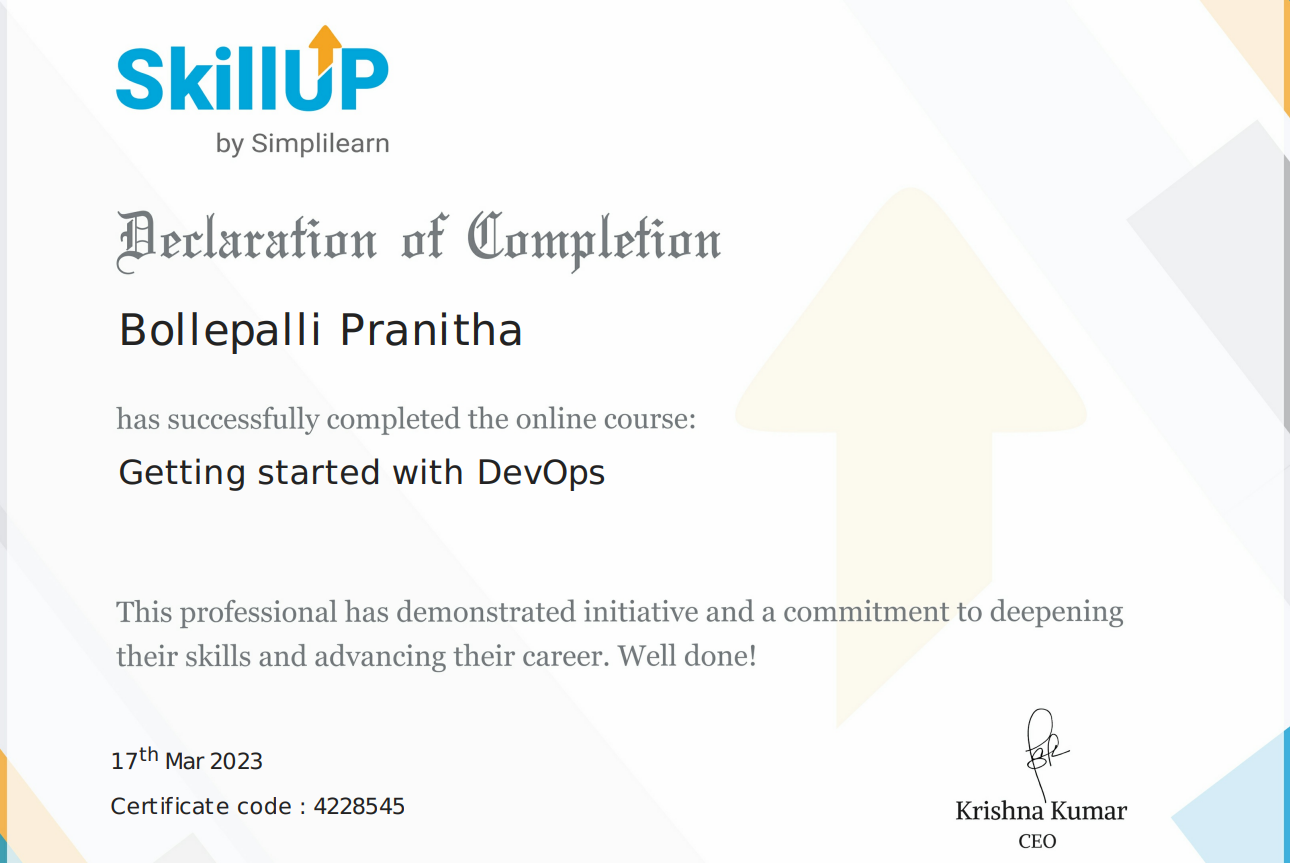 SkillUP
by Simplilearn
Declaration of Completion
Bollepalli Pranitha
has successfully completed the online course:
Getting started with DevOps
This professional has demonstrated initiative and a commitment to deepening
their skills and advancing their career. Well done!
17th Mar 2023
Certificate code : 4228545
Krishna Kumar
CEO